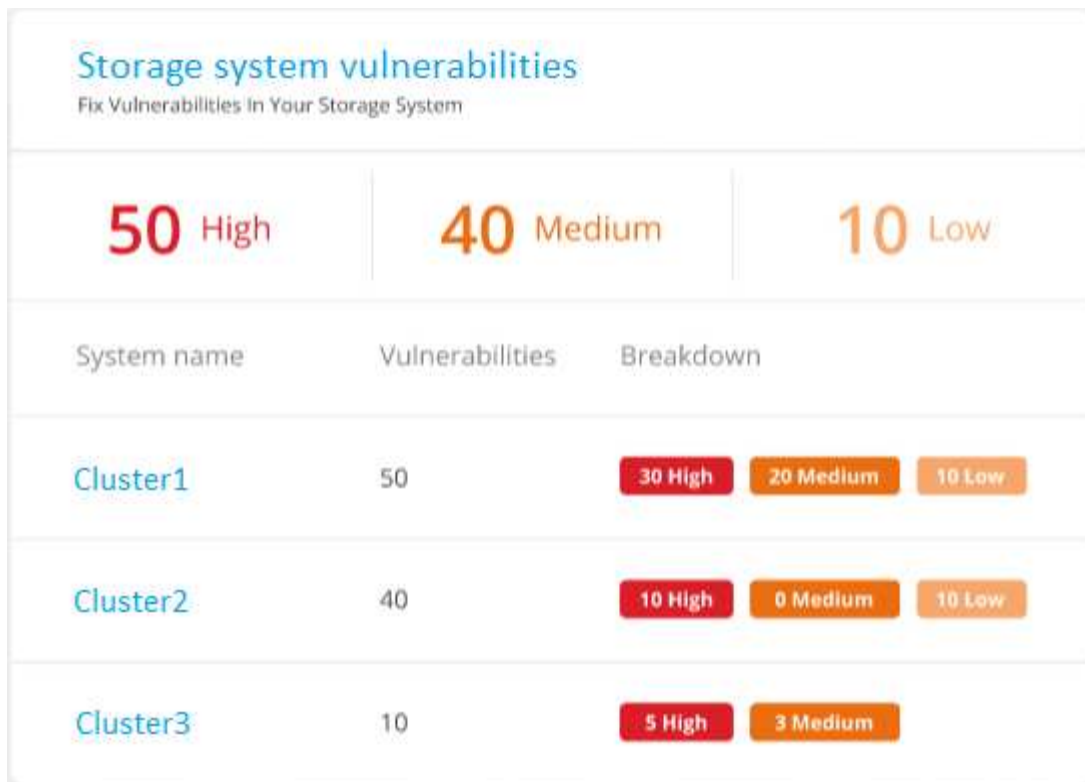 Storage system vulnerabilities
Fix Vulnerabilities In Your Storage System
50 High 40 Medium 10 Low
System name Vulnerabilities Breakdown
Cluster1 50 30 High 20 Medium 10 Low
Cluster2 40 10 High 0 Medium 10 Low
Cluster3 10 5 High 3 Medium